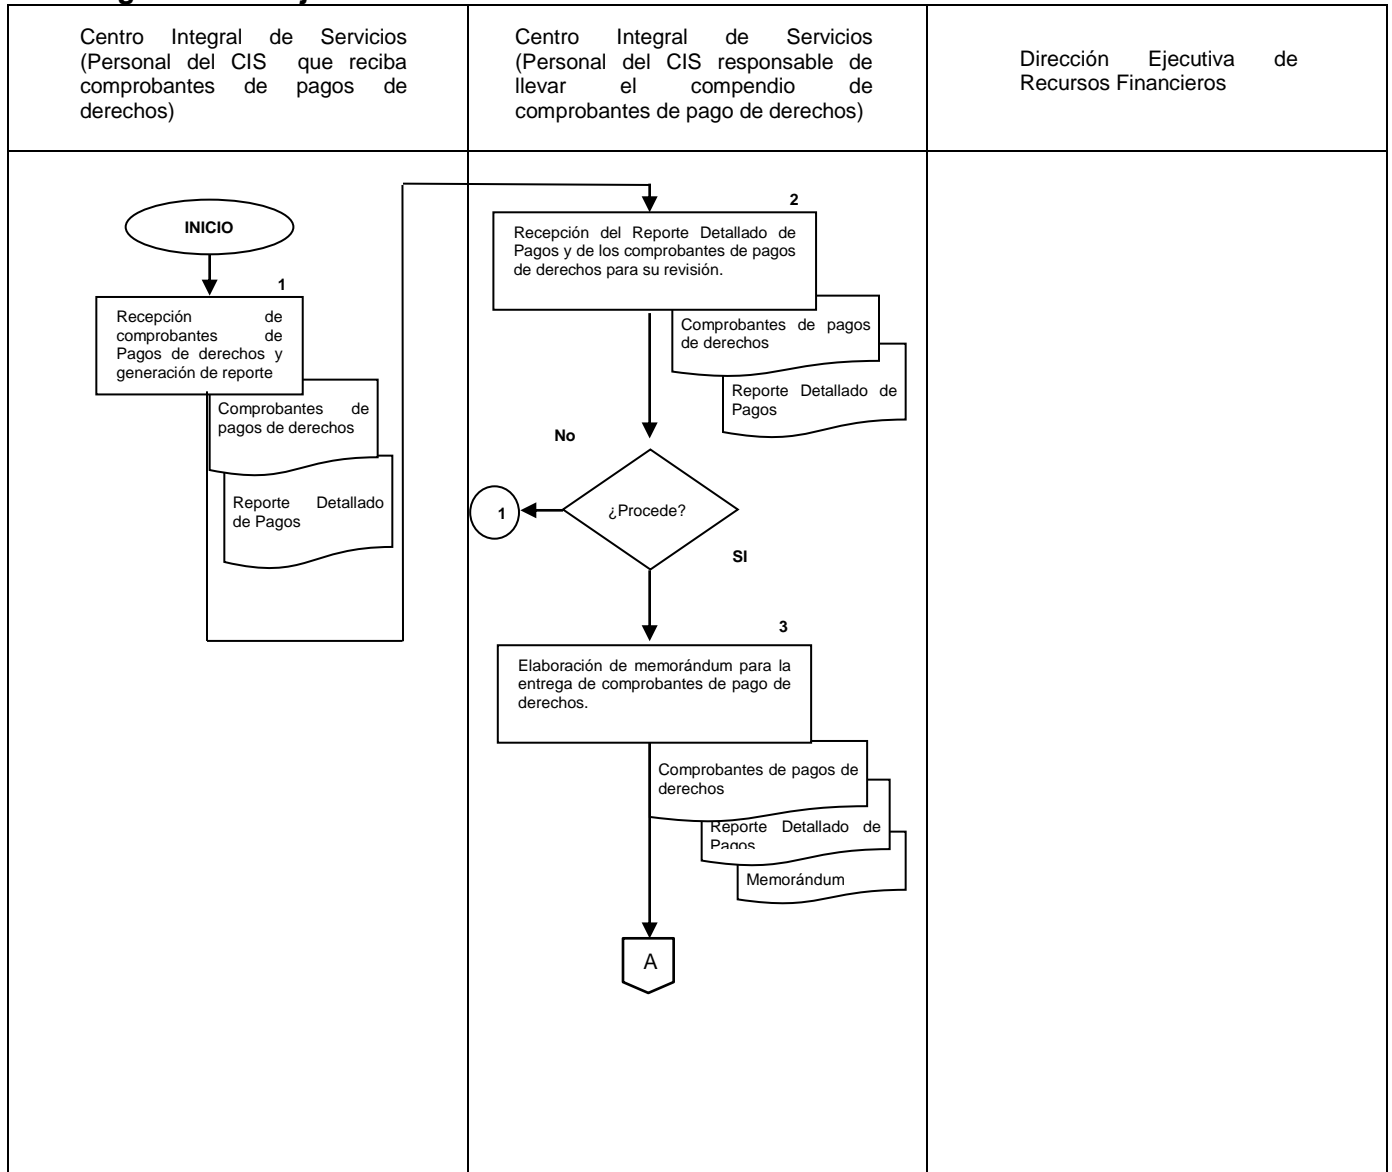 Centro Integral de Servicios
(Personal del CIS que reciba
comprobantes de pagos de
derechos)
Centro Integral de Servicios
(Personal del CIS responsable de
llevar el compendio de
comprobantes de pago de derechos)
Dirección Ejecutiva de
Recursos Financieros
INICIO
1
Recepción de
comprobantes de
Pagos de derechos y
generación de reporte
Comprobantes de
pagos de derechos
Reporte Detallado
de Pagos
2
Recepción del Reporte Detallado de
Pagos y de los comprobantes de pagos
de derechos para su revisión.
Comprobantes de pagos
de derechos
Reporte Detallado de
Pagos
No
¿Procede?
1
SI
3
Elaboración de memorándum para la
entrega de comprobantes de pago de
derechos.
Comprobantes de pagos de
derechos
Reporte Detallado de
Pagos
Memorándum
A